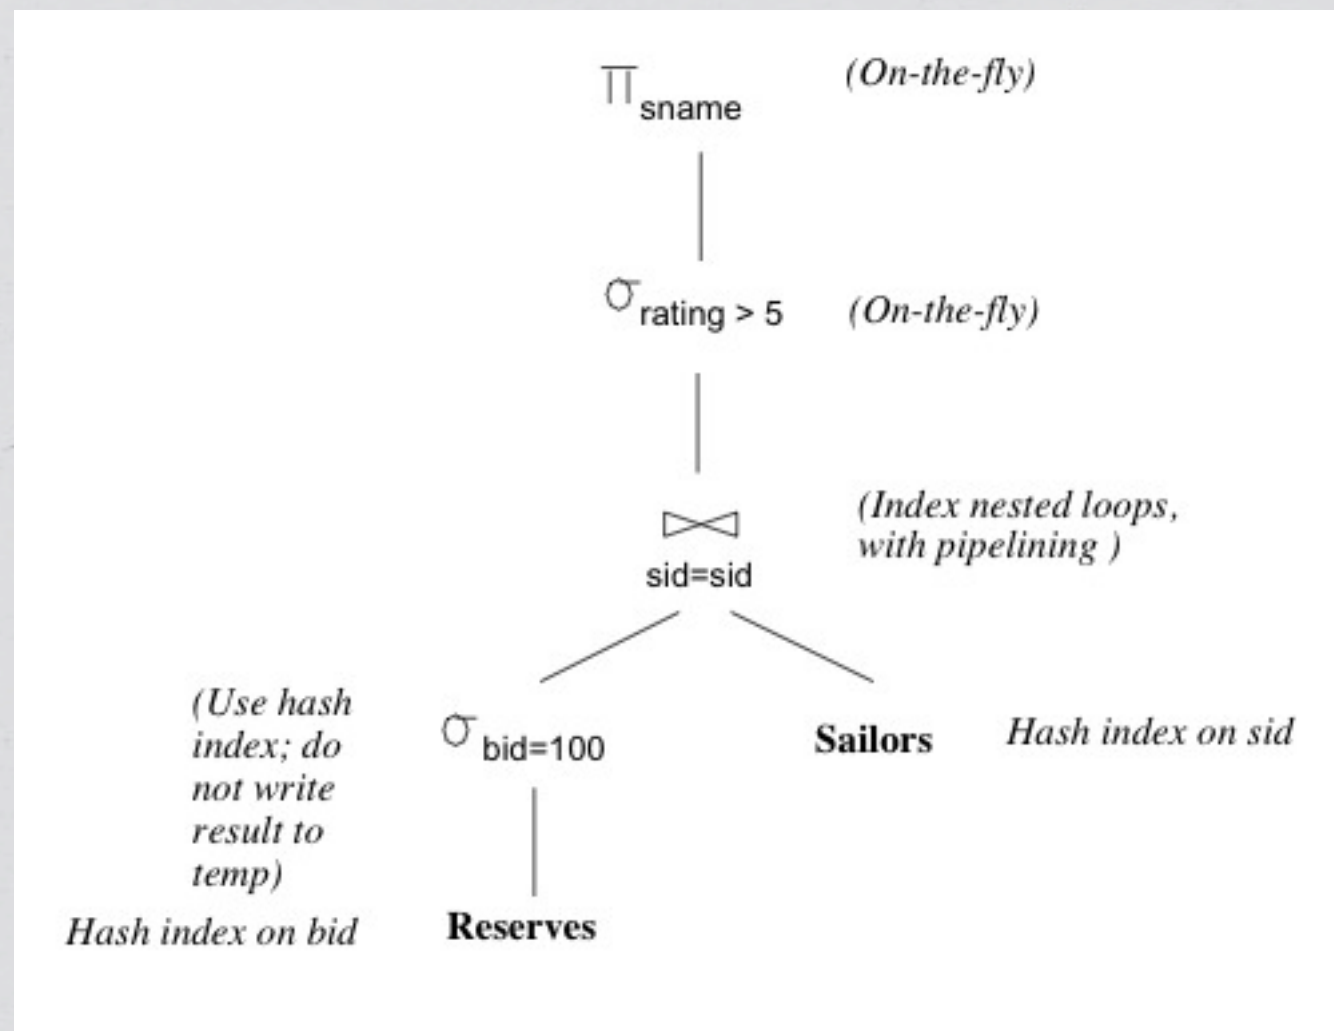 π sname (On-the-fly)
σ rating > 5 (On-the-fly)
⋈ (Index nested loops,
with pipelining )
sid=sid
(Use hash
index; do
not write
result to
temp)
σ bid=100
Sailors
Hash index on sid
Hash index on bid
Reserves